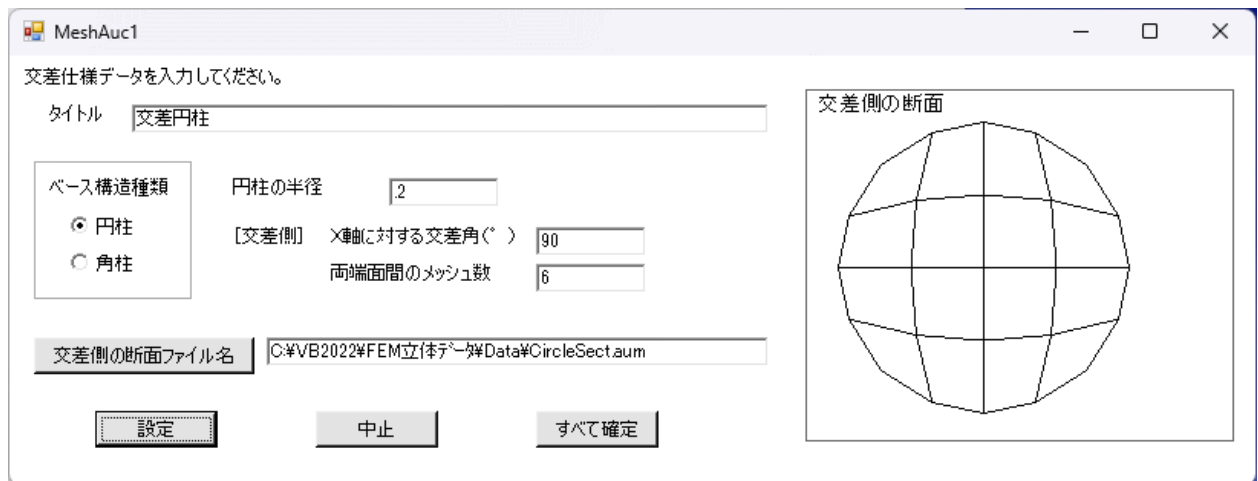 MeshAuc1
交差仕様データを入力してください。
タイトル 交差円柱
交差側の断面
ベース構造種類
円柱
角柱
円柱の半径 .2
[交差側] X軸に対する交差角(°) 90
両端面間のメッシュ数 6
交差側の断面ファイル名 C:¥VB2022¥FEM立体データ¥Data¥CircleSect.aum
設定 中止 すべて確定